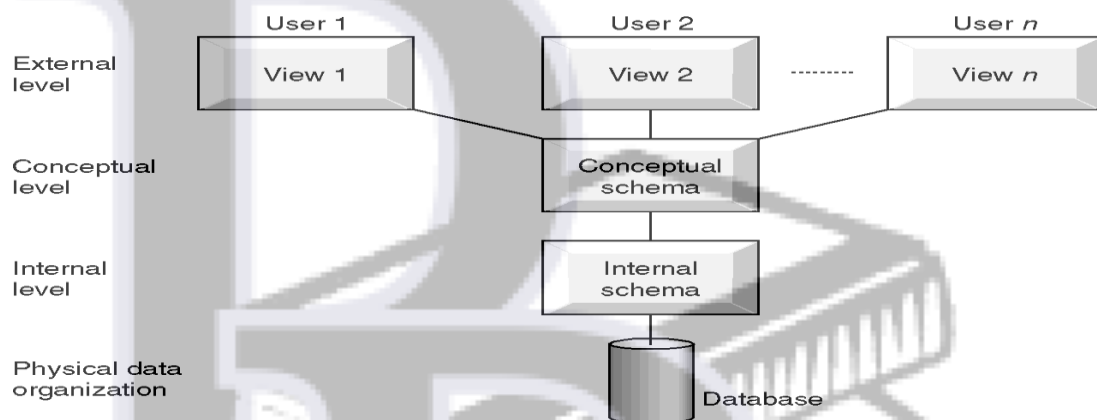 User 1
User 2
User n
External
level
View 1
View 2
View n
Conceptual
level
Conceptual
schema
Internal
level
Internal
schema
Physical data
organization
Database